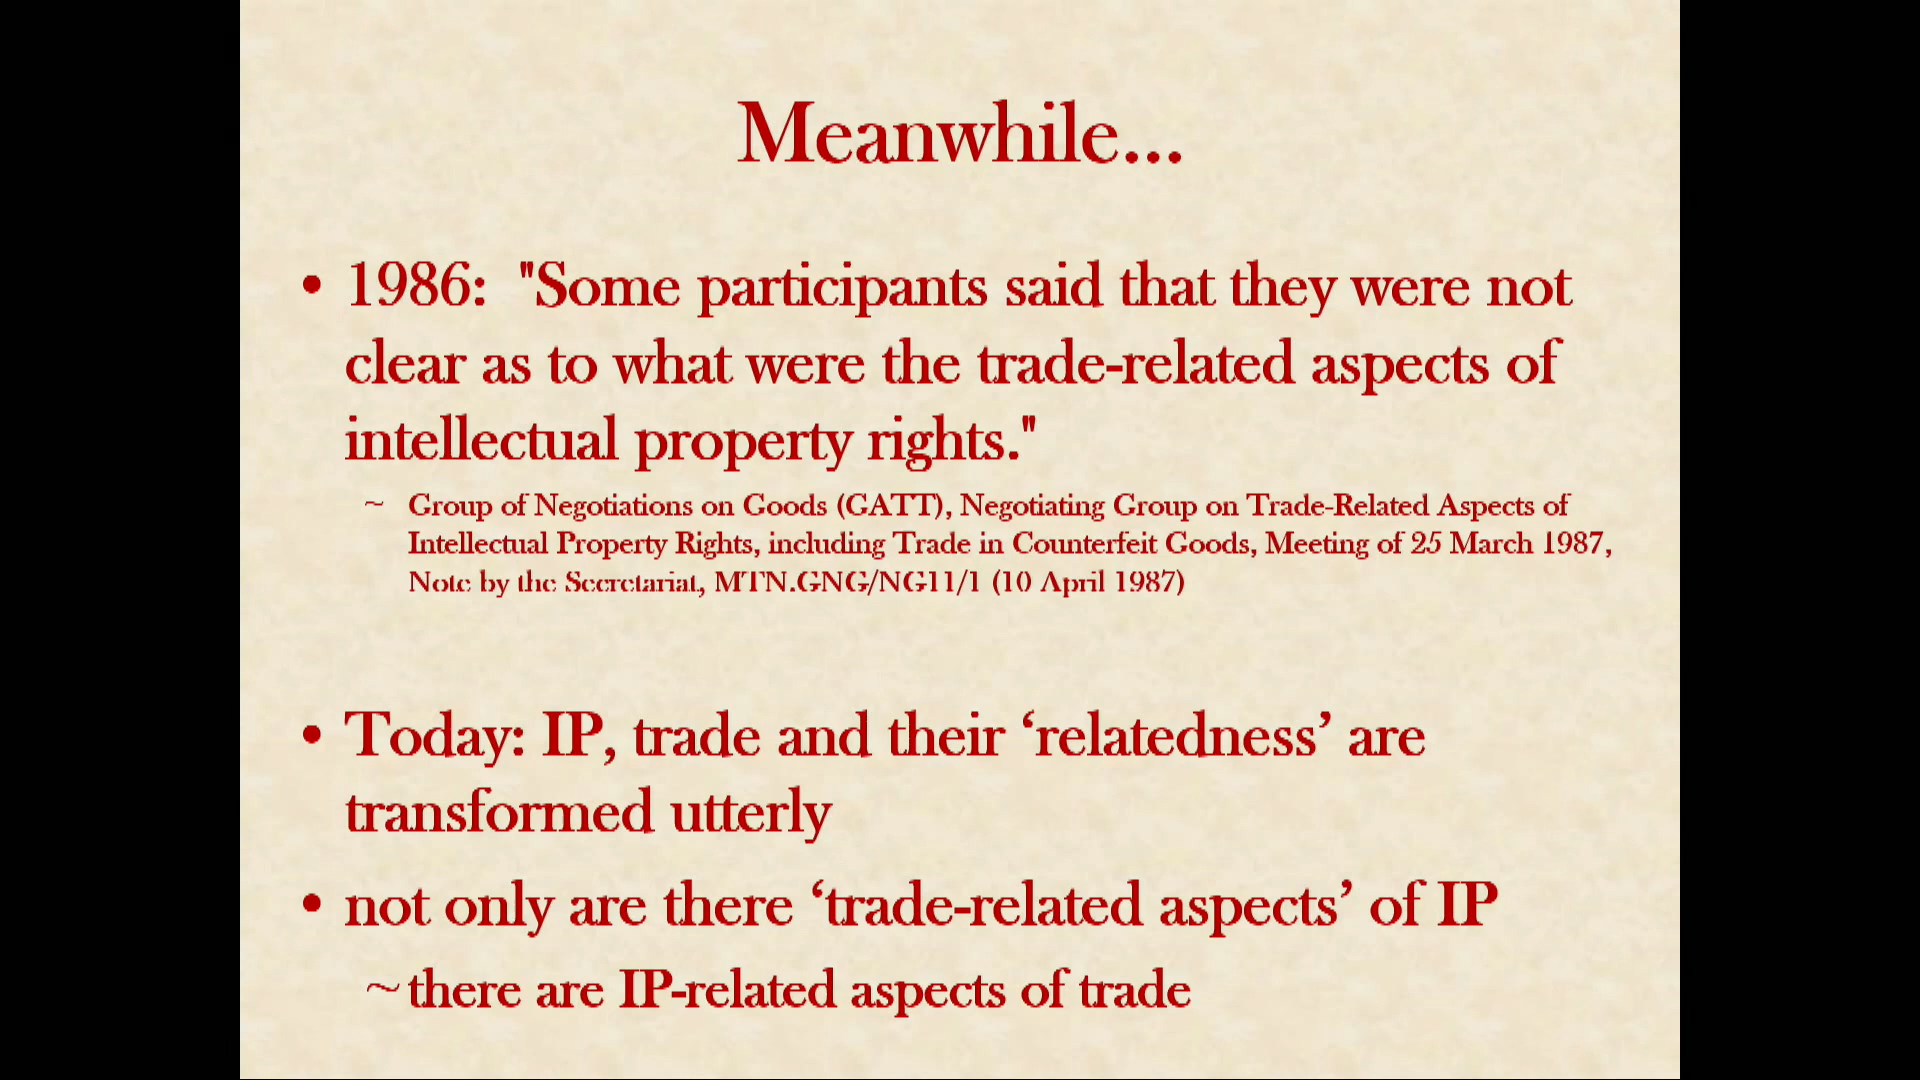 Meanwhile...
• 1986: "Some participants said that they were not
clear as to what were the trade-related aspects of
intellectual property rights."
~ Group of Negotiations on Goods (GATT), Negotiating Group on Trade-Related Aspects of
Intellectual Property Rights, including Trade in Counterfeit Goods, Meeting of 25 March 1987,
Note by the Secretariat, MTN.GNG/NG11/1 (10 April 1987)
• Today: IP, trade and their ‘relatedness’ are
transformed utterly
• not only are there ‘trade-related aspects’ of IP
~ there are IP-related aspects of trade